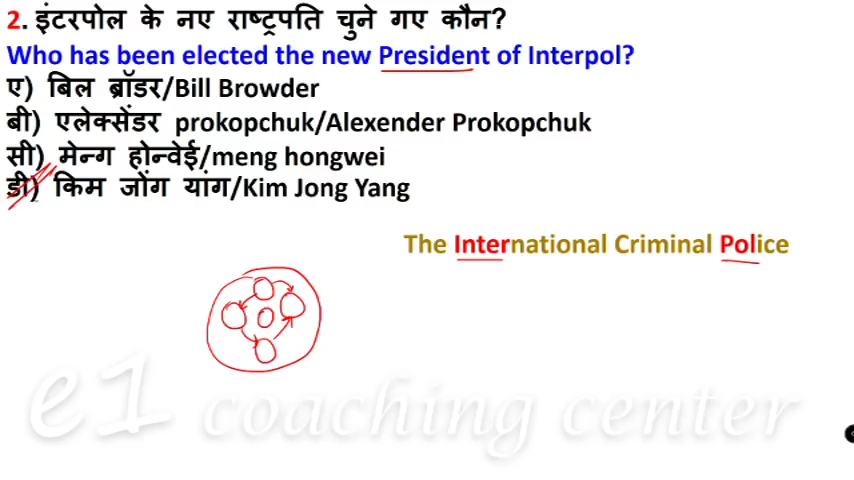 2. इंटरपोल के नए राष्ट्रपति चुने गए कौन?
Who has been elected the new President of Interpol?
ए) बिल ब्रॉडर/Bill Browder
बी) एलेक्सेंडर prokopchuk/Alexender Prokopchuk
सी) मेन्ग होन्वेई/meng hongwei
डी) किम जोंग यांग/Kim Jong Yang
The International Criminal Police
e1 coaching center